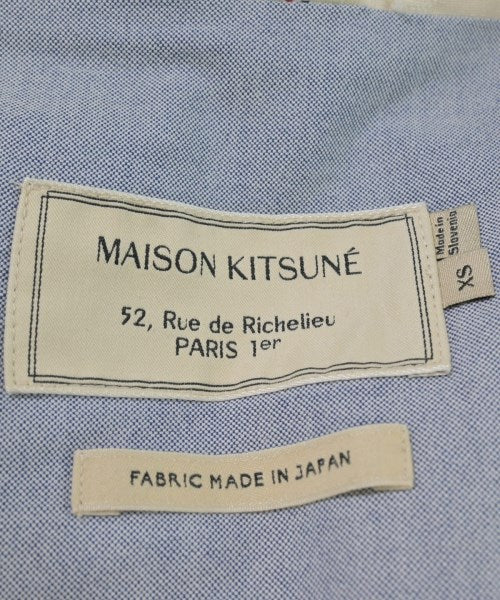 MAISON KITSUNÉ
52, Rue de Richelieu
PARIS 1er
Made in
Slovenia
XS
FABRIC MADE IN JAPAN